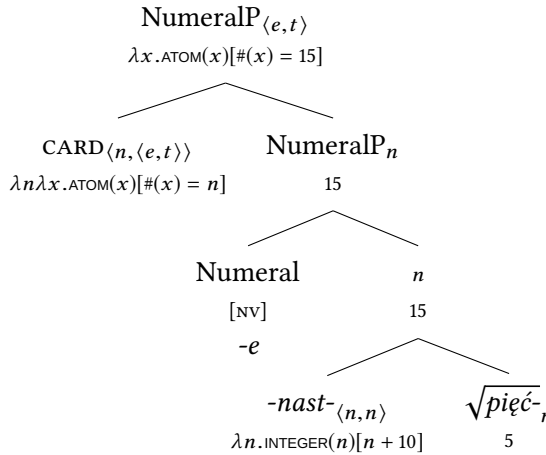 NumeralP⟨e, t⟩
λx.ATOM(x)[#(x) = 15]
CARD⟨n, ⟨e, t⟩⟩ NumeralPn
λnλx.ATOM(x)[#(x) = n] 15
Numeral n
[NV] 15
-e
-nast-⟨n, n⟩ √pięć-n
λn.INTEGER(n)[n + 10] 5